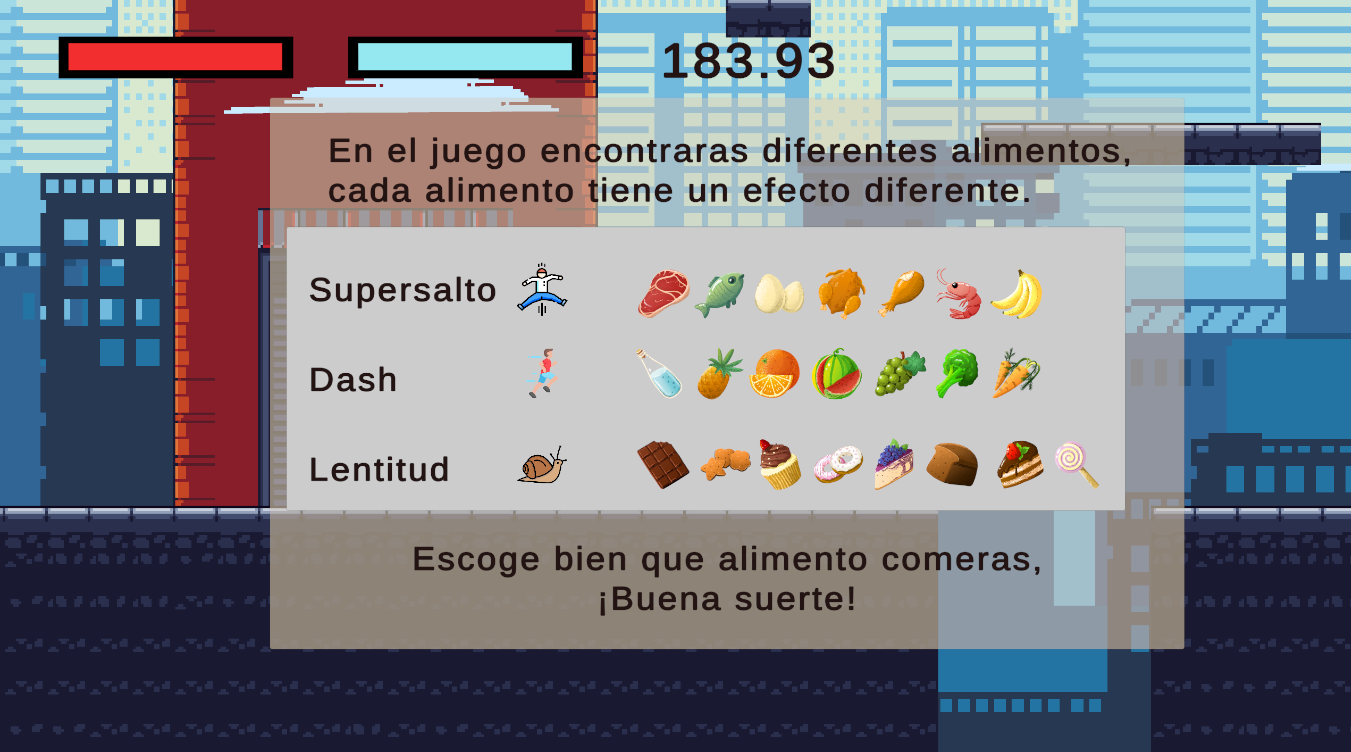 183.93
En el juego encontraras diferentes alimentos,
cada alimento tiene un efecto diferente.
Supersalto
Dash
Lentitud
Escoge bien que alimento comeras,
¡Buena suerte!